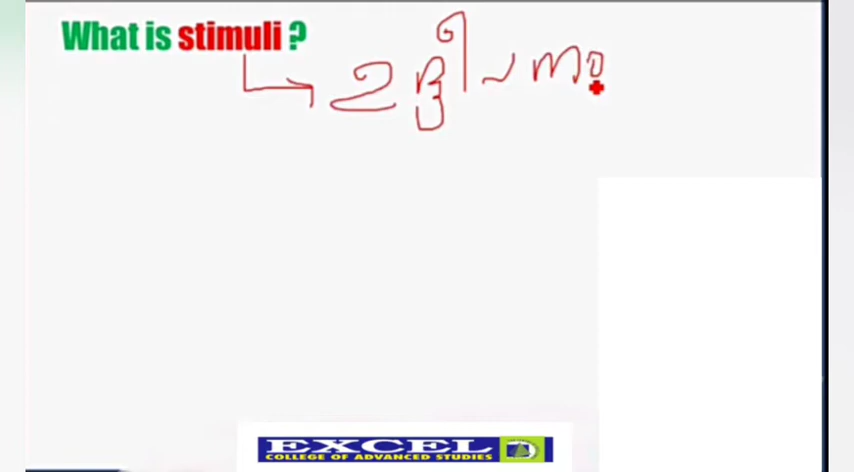 What is stimuli ?
ഉദ്ദീപനം
EXCEL
COLLEGE OF ADVANCED STUDIES